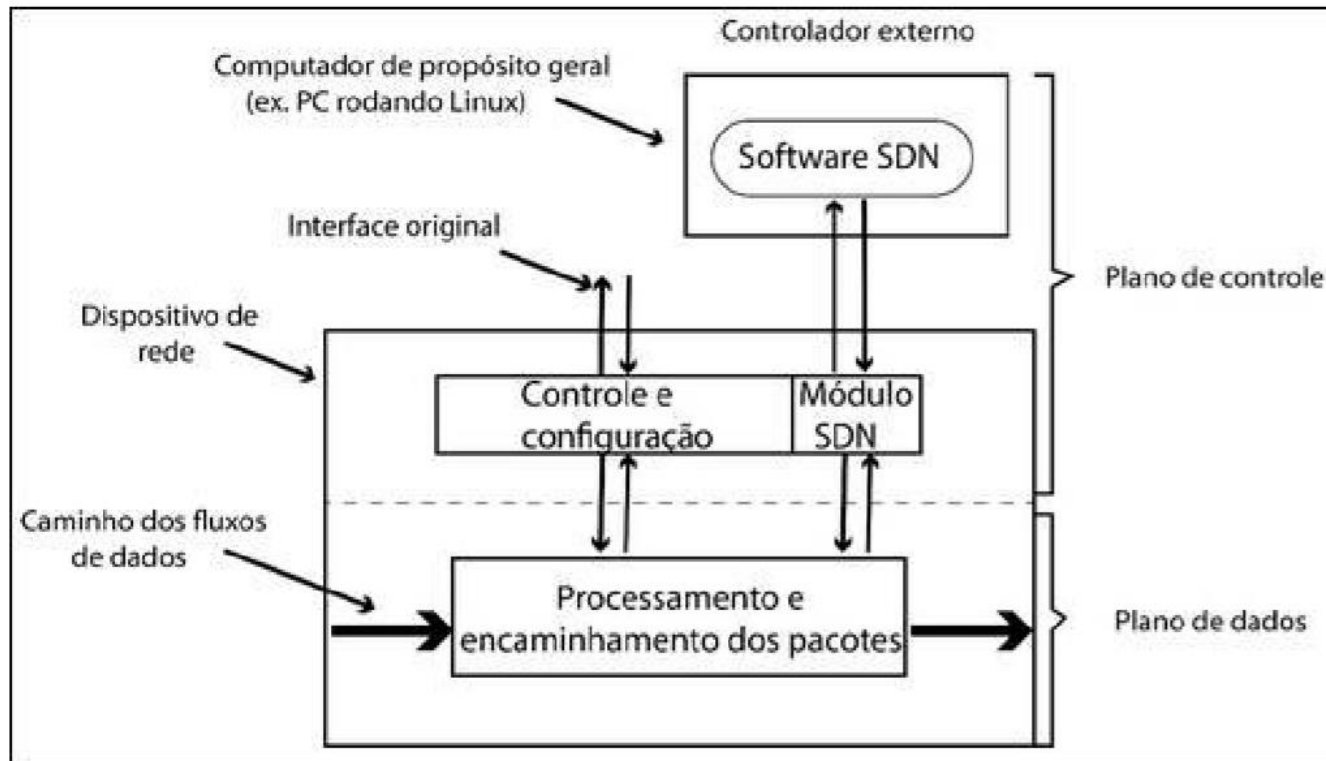 Controlador externo
Computador de propósito geral
(ex. PC rodando Linux)
Software SDN
Interface original
Plano de controle
Dispositivo de
rede
Controle e
configuração
Módulo
SDN
Caminho dos fluxos
de dados
Processamento e
encaminhamento dos pacotes
Plano de dados